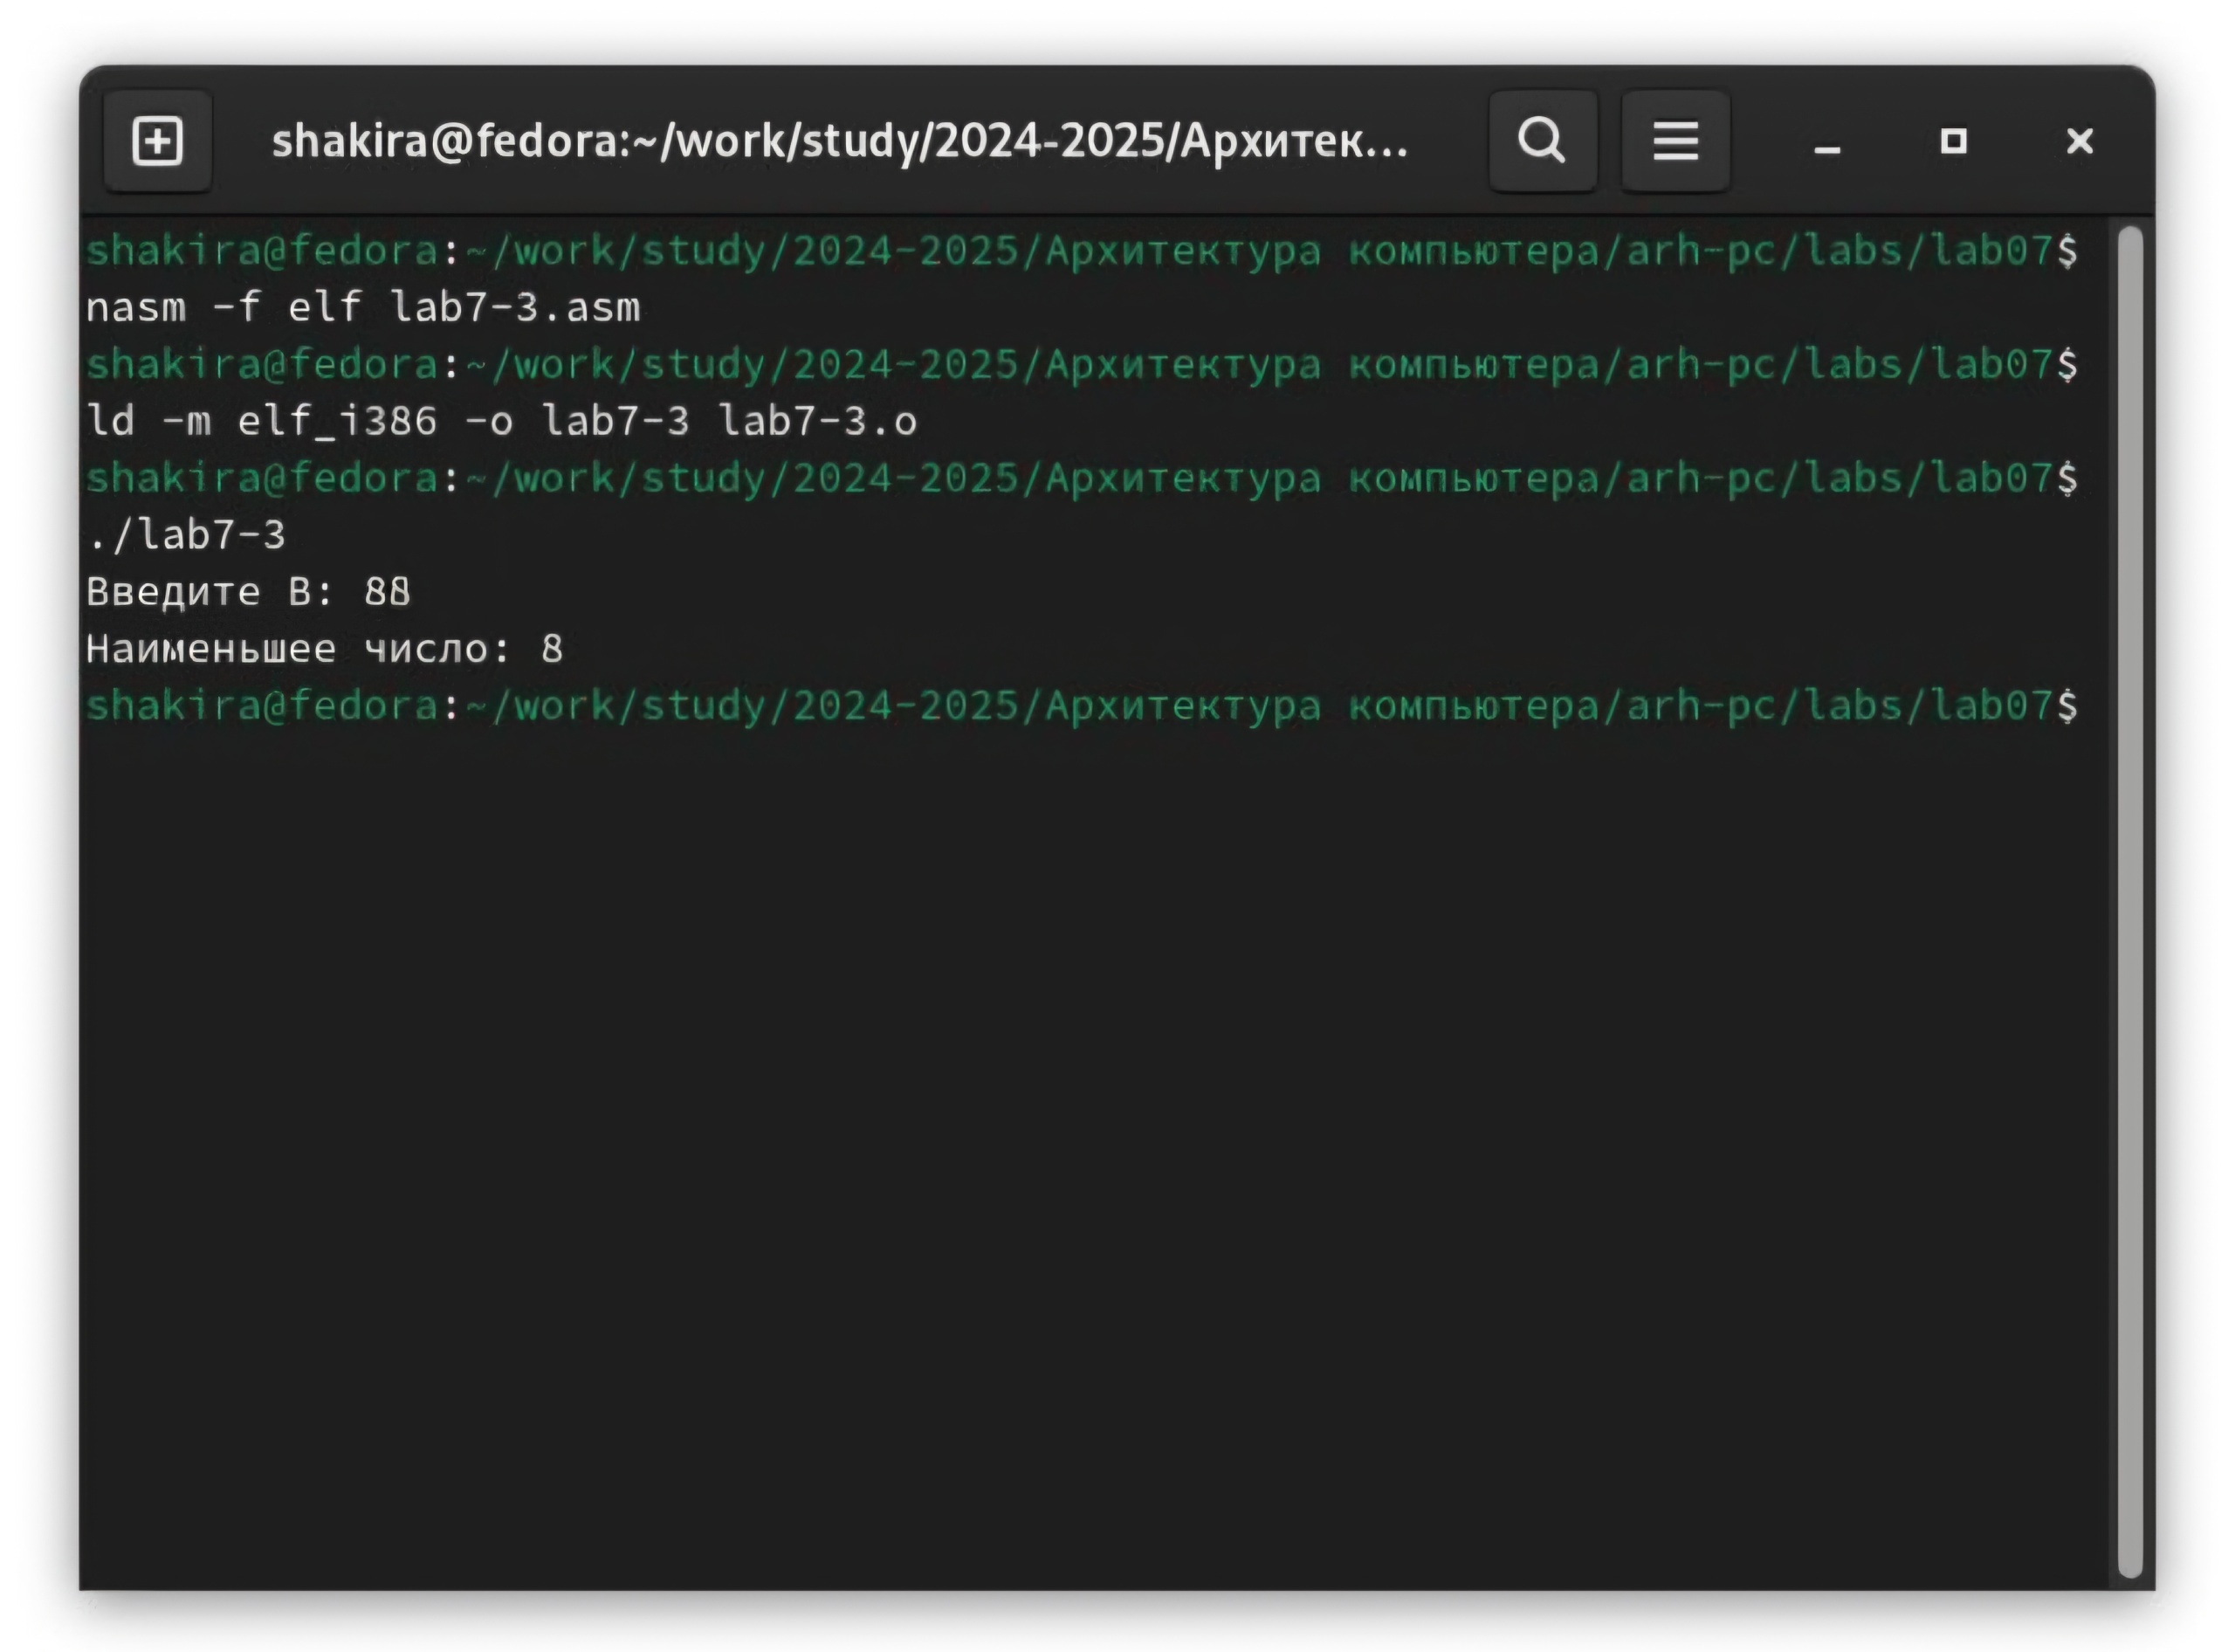 shakira@fedora:~/work/study/2024-2025/Архитек...
shakira@fedora:~/work/study/2024-2025/Архитектура компьютера/arh-pc/labs/lab07$
nasm -f elf lab7-3.asm
shakira@fedora:~/work/study/2024-2025/Архитектура компьютера/arh-pc/labs/lab07$
ld -m elf_i386 -o lab7-3 lab7-3.o
shakira@fedora:~/work/study/2024-2025/Архитектура компьютера/arh-pc/labs/lab07$
./lab7-3
Введите B: 88
Наименьшее число: 8
shakira@fedora:~/work/study/2024-2025/Архитектура компьютера/arh-pc/labs/lab07$